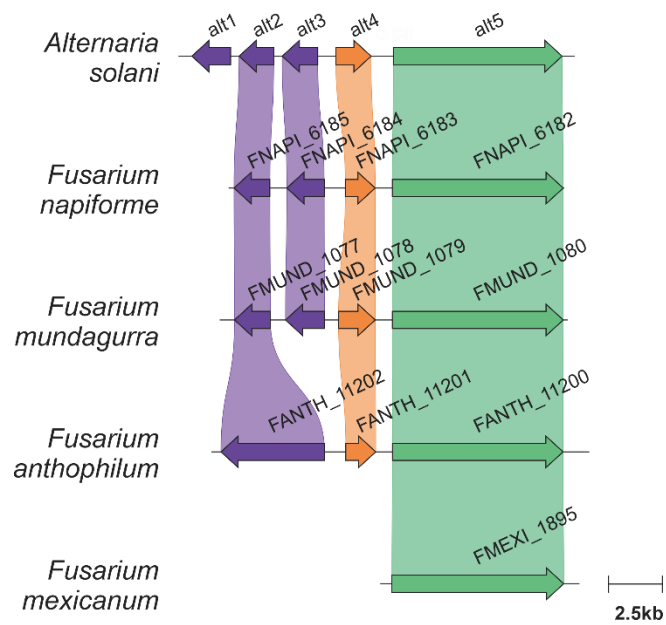 alt1 alt2 alt3 alt4 alt5
Alternaria
solani
FNAPI_6185 FNAPI_6184 FNAPI_6183 FNAPI_6182
Fusarium
napiforme
FMUND_1077 FMUND_1078 FMUND_1079 FMUND_1080
Fusarium
mundagurra
FANTH_11202 FANTH_11201 FANTH_11200
Fusarium
anthophilum
FMEXI_1895
Fusarium
mexicanum
2.5kb